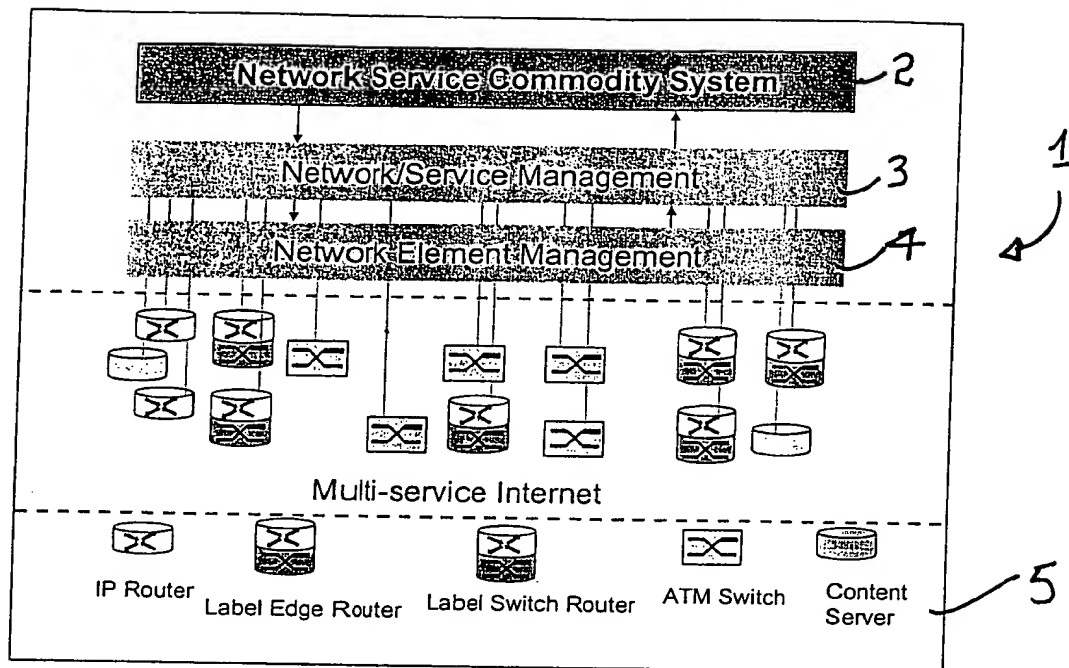 Network Service Commodity System
2
Network/Service Management
3
1
Network Element Management
4
Multi-service Internet
IP Router
Label Edge Router
Label Switch Router
ATM Switch
Content
Server
5